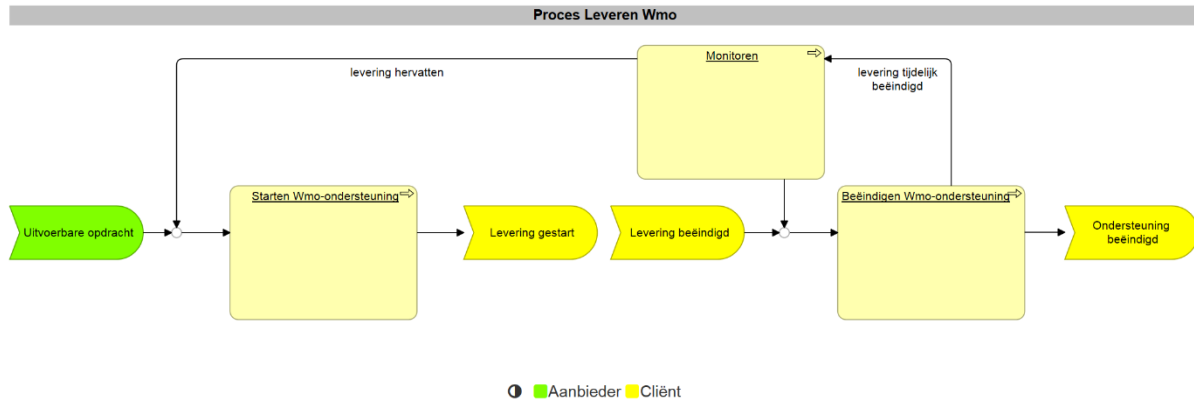 Proces Leveren Wmo
Monitoren
levering hervatten
levering tijdelijk
beëindigd
Starten Wmo-ondersteuning
Beëindigen Wmo-ondersteuning
Uitvoerbare opdracht
Levering gestart
Levering beëindigd
Ondersteuning
beëindigd
Aanbieder Cliënt